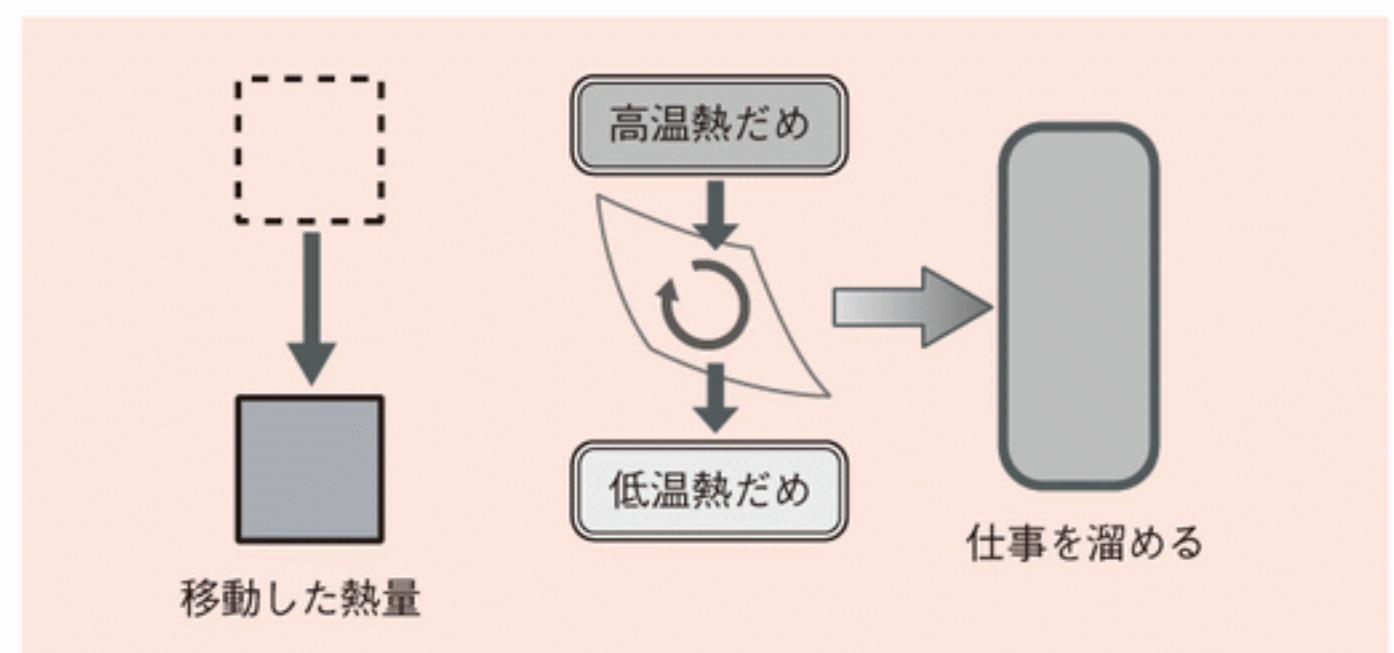 高温熱だめ
低温熱だめ
仕事を溜める
移動した熱量